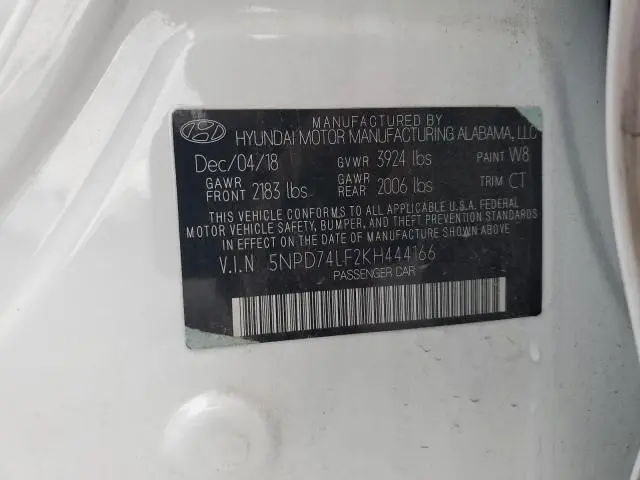 MANUFACTURED BY
HYUNDAI MOTOR MANUFACTURING ALABAMA, LLC
Dec/04/18 GVWR 3924 lbs PAINT W8
GAWR FRONT 2183 lbs GAWR REAR 2006 lbs TRIM CT
THIS VEHICLE CONFORMS TO ALL APPLICABLE U.S.A. FEDERAL
MOTOR VEHICLE SAFETY, BUMPER, AND THEFT PREVENTION
STANDARDS IN EFFECT ON THE DATE OF MANUFACTURE SHOWN ABOVE.
V.I.N 5NPD74LF2KH444166
PASSENGER CAR